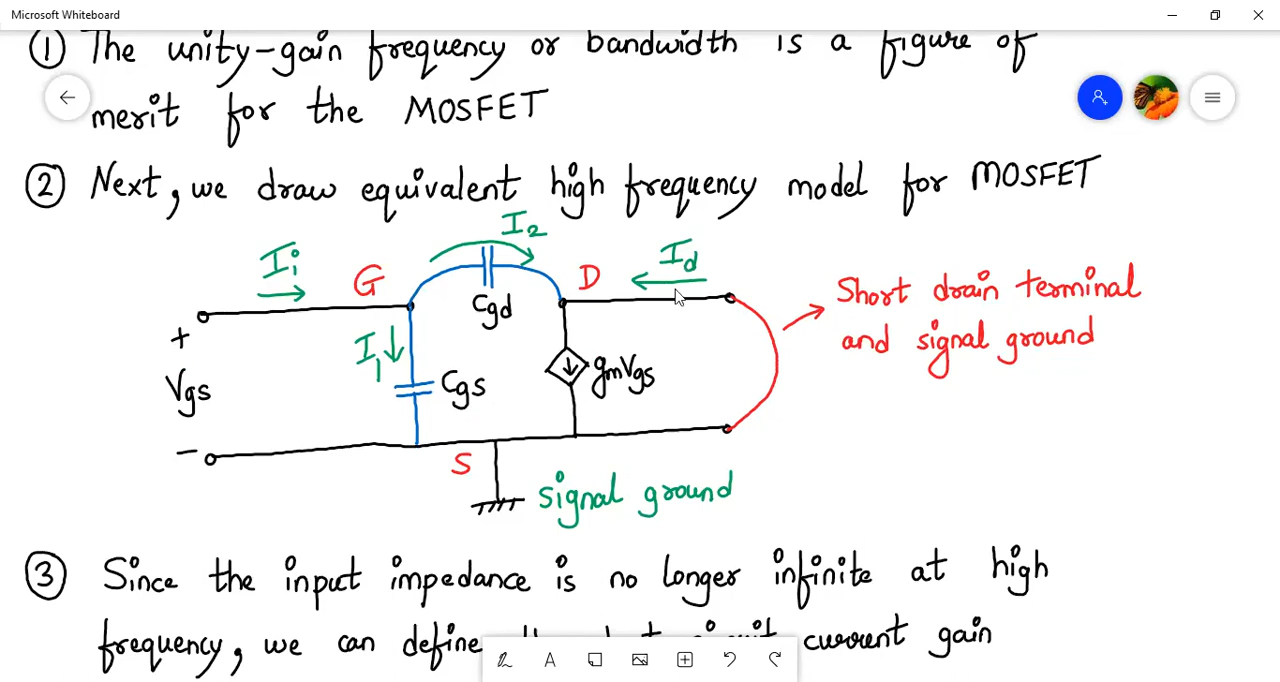 Microsoft Whiteboard
① The unity-gain frequency or bandwidth is a figure of
merit for the MOSFET
② Next, we draw equivalent high frequency model for MOSFET
I2
Ii
G
D
Id
Cgd
Short drain terminal
and signal ground
+
I1
Vgs
Cgs
gmVgs
−
S
signal ground
③ Since the input impedance is no longer infinite at high
frequency, we can define current gain
A